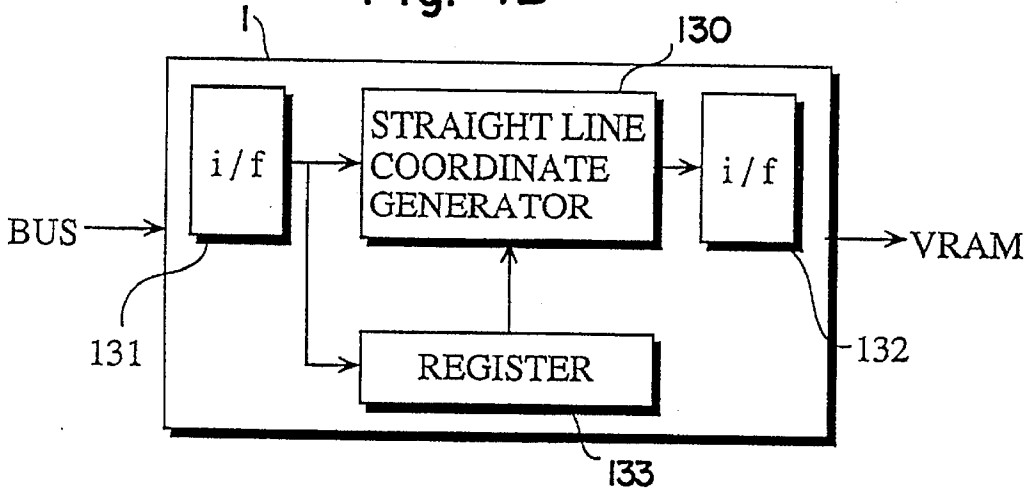 1
130
i/f
STRAIGHT LINE
COORDINATE
GENERATOR
i/f
BUS
VRAM
131
REGISTER
132
133